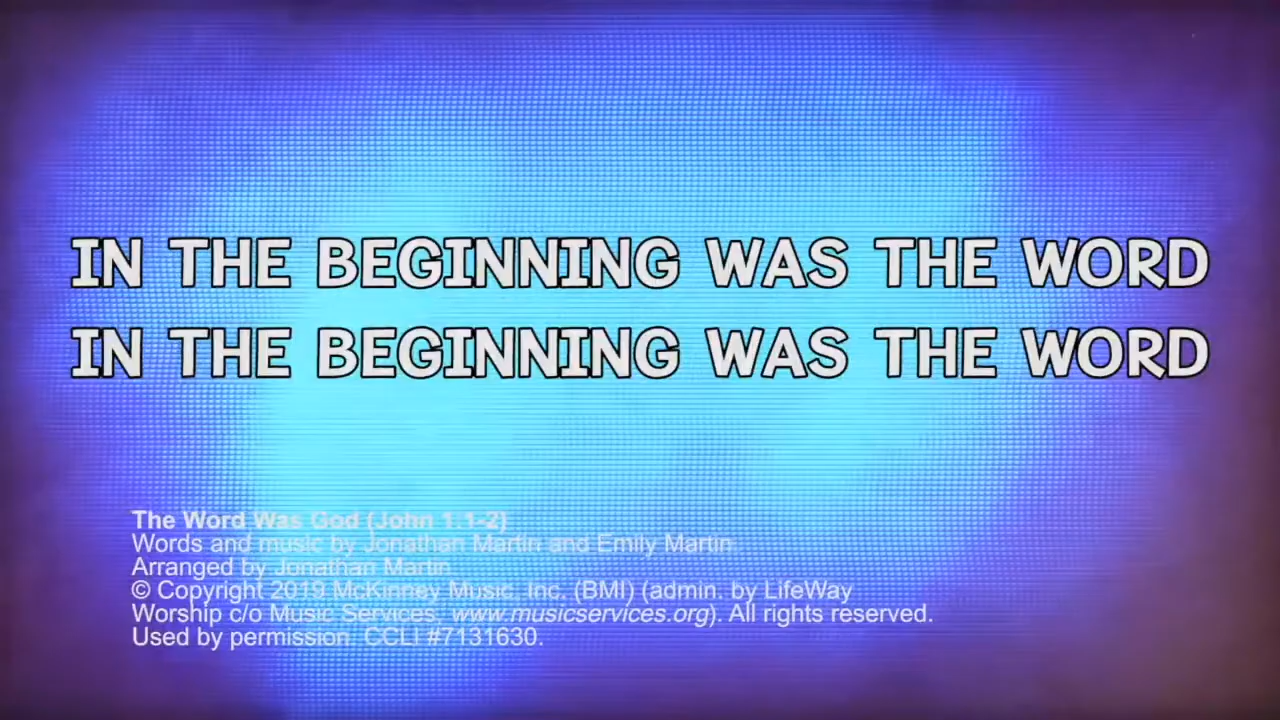 IN THE BEGINNING WAS THE WORD
IN THE BEGINNING WAS THE WORD
The Word Was God (John 1:1-2)
Words and music by Jonathan Martin and Emily Martin
Arranged by Jonathan Martin
© Copyright 2019 McKinney Music, Inc. (BMI) (admin. by LifeWay
Worship c/o Music Services, www.musicservices.org). All rights reserved.
Used by permission. CCLI #7131630.